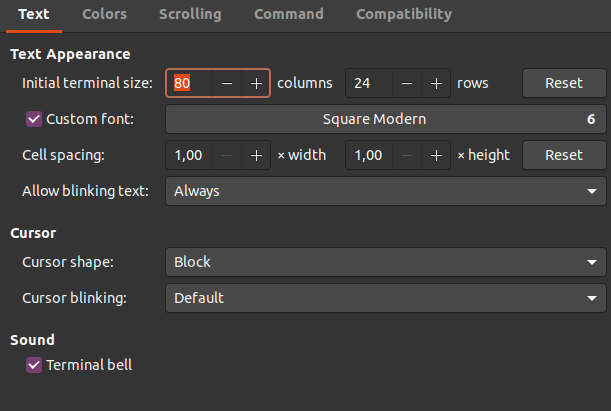 Text Colors Scrolling Command Compatibility
Text Appearance
Initial terminal size: 80 − + columns 24 − + rows Reset
Custom font: Square Modern 6
Cell spacing: 1,00 − + × width 1,00 − + × height Reset
Allow blinking text: Always
Cursor
Cursor shape: Block
Cursor blinking: Default
Sound
Terminal bell